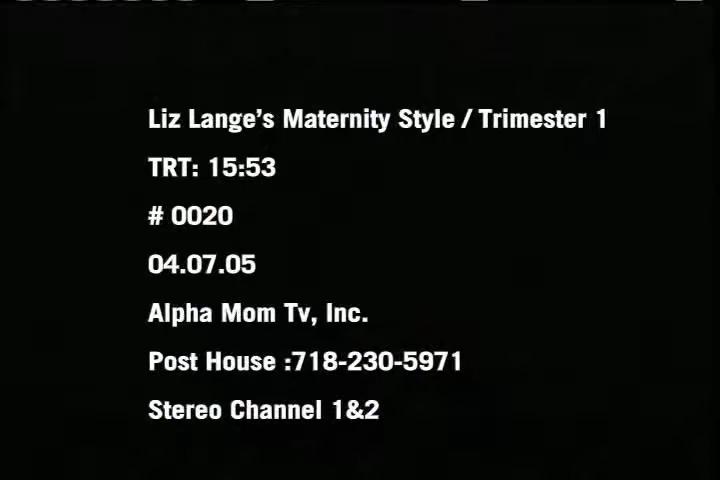 Liz Lange's Maternity Style / Trimester 1
TRT: 15:53
# 0020
04.07.05
Alpha Mom Tv, Inc.
Post House :718-230-5971
Stereo Channel 1&2